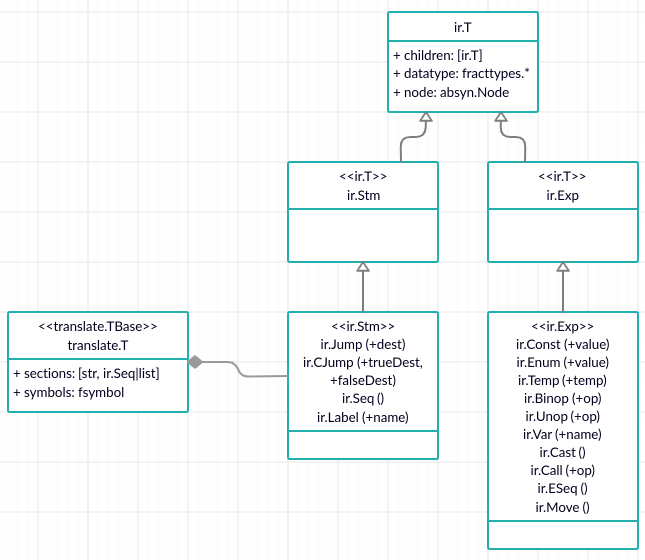 ir.T
+ children: [ir.T]
+ datatype: fracttypes.*
+ node: absyn.Node
<<ir.T>>
ir.Stm
<<ir.T>>
ir.Exp
<<translate.TBase>>
translate.T
+ sections: [str, ir.Seq|list]
+ symbols: fsymbol
<<ir.Stm>>
ir.Jump (+dest)
ir.CJump (+trueDest,
+falseDest)
ir.Seq ()
ir.Label (+name)
<<ir.Exp>>
ir.Const (+value)
ir.Enum (+value)
ir.Temp (+temp)
ir.Binop (+op)
ir.Unop (+op)
ir.Var (+name)
ir.Cast ()
ir.Call (+op)
ir.ESeq ()
ir.Move ()